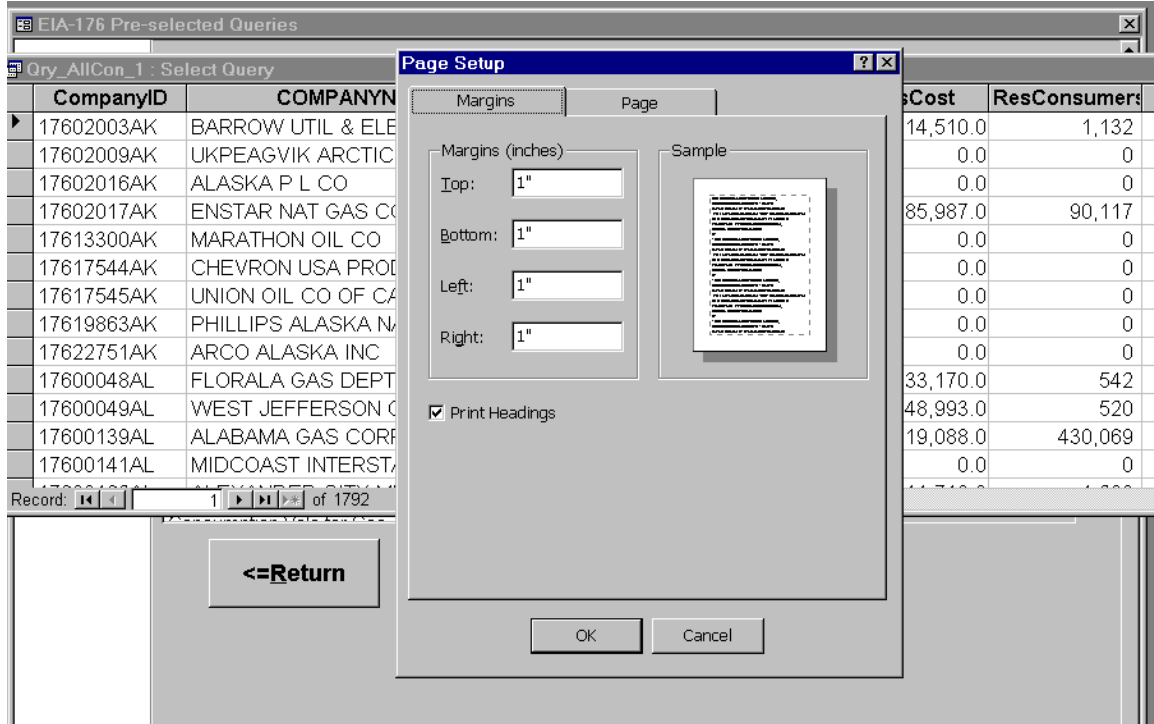 EIA-176 Pre-selected Queries
Qry_AllCon_1 : Select Query
CompanyID COMPANYN sCost ResConsumers
17602003AK BARROW UTIL & ELE 14,510.0 1,132
17602009AK UKPEAGVIK ARCTIC 0.0 0
17602016AK ALASKA P L CO 0.0 0
17602017AK ENSTAR NAT GAS CO 85,987.0 90,117
17613300AK MARATHON OIL CO 0.0 0
17617544AK CHEVRON USA PROD 0.0 0
17617545AK UNION OIL CO OF CA 0.0 0
17619863AK PHILLIPS ALASKA NA 0.0 0
17622751AK ARCO ALASKA INC 0.0 0
17600048AL FLORALA GAS DEPT 33,170.0 542
17600049AL WEST JEFFERSON 48,993.0 520
17600139AL ALABAMA GAS CORP 19,088.0 430,069
17600141AL MIDCOAST INTERSTA 0.0 0
Record: 1 of 1792
<=Return
Page Setup
Margins Page
Margins (inches)
Top: 1"
Bottom: 1"
Left: 1"
Right: 1"
Sample
Print Headings
OK Cancel